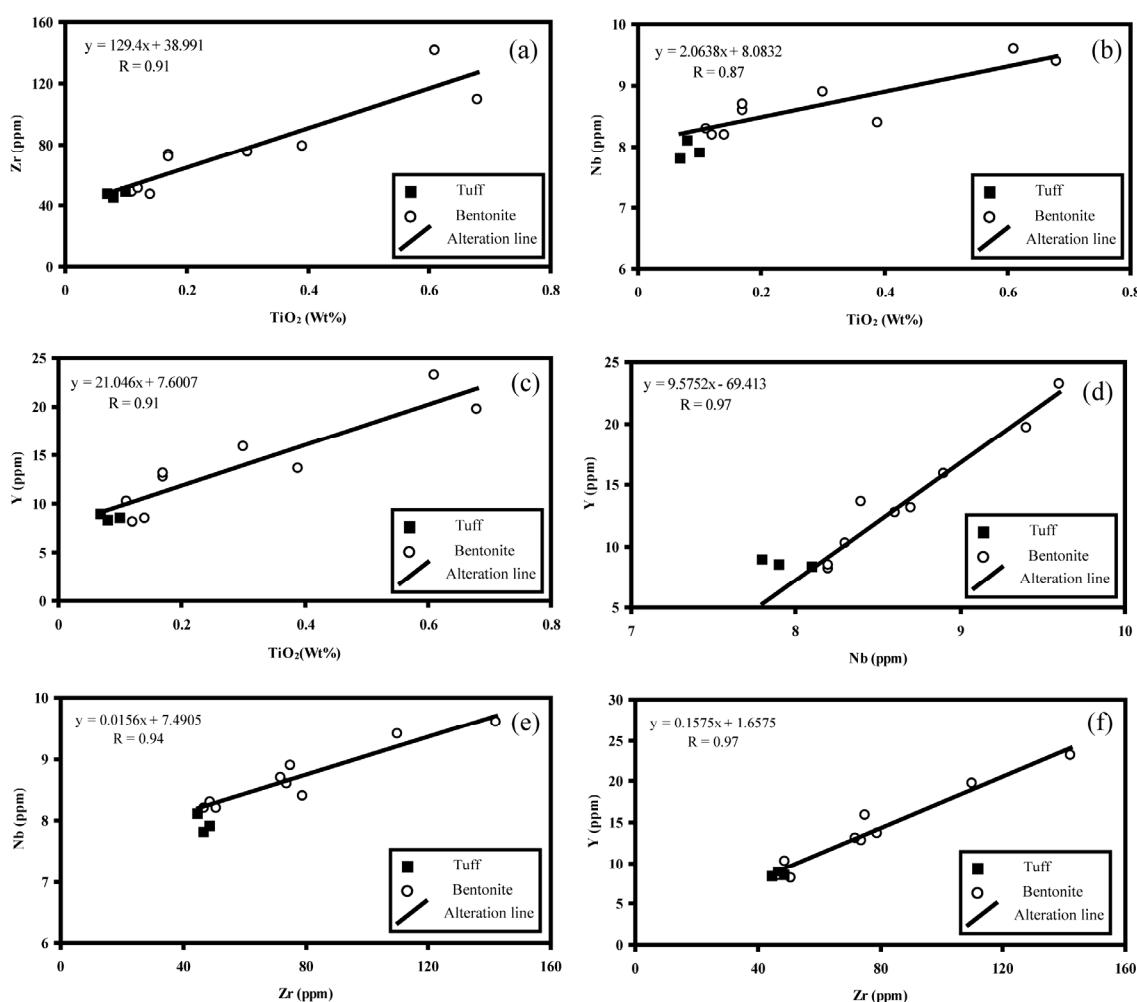 160
120
80
40
0
Zr (ppm)
y = 129.4x + 38.991
R = 0.91
(a)
Tuff
Bentonite
Alteration line
0 0.2 0.4 0.6 0.8
TiO2 (Wt%)
10
9
8
7
6
Nb (ppm)
y = 2.0638x + 8.0832
R = 0.87
(b)
Tuff
Bentonite
Alteration line
0 0.2 0.4 0.6 0.8
TiO2 (Wt%)
25
20
15
10
5
0
Y (ppm)
y = 21.046x + 7.6007
R = 0.91
(c)
Tuff
Bentonite
Alteration line
0 0.2 0.4 0.6 0.8
TiO2(Wt%)
25
20
15
10
5
Y (ppm)
y = 9.5752x - 69.413
R = 0.97
(d)
Tuff
Bentonite
Alteration line
7 8 9 10
Nb (ppm)
10
9
8
7
6
Nb (ppm)
y = 0.0156x + 7.4905
R = 0.94
(e)
Tuff
Bentonite
Alteration line
0 40 80 120 160
Zr (ppm)
30
25
20
15
10
5
0
Y (ppm)
y = 0.1575x + 1.6575
R = 0.97
(f)
Tuff
Bentonite
Alteration line
0 40 80 120 160
Zr (ppm)